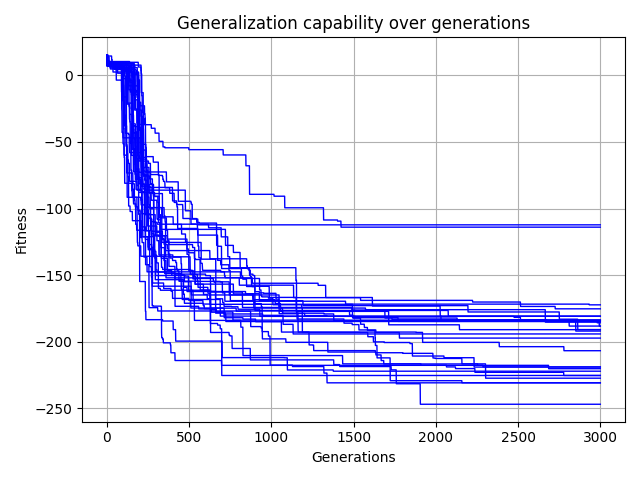 Generalization capability over generations
Fitness
0
−50
−100
−150
−200
−250
0 500 1000 1500 2000 2500 3000
Generations